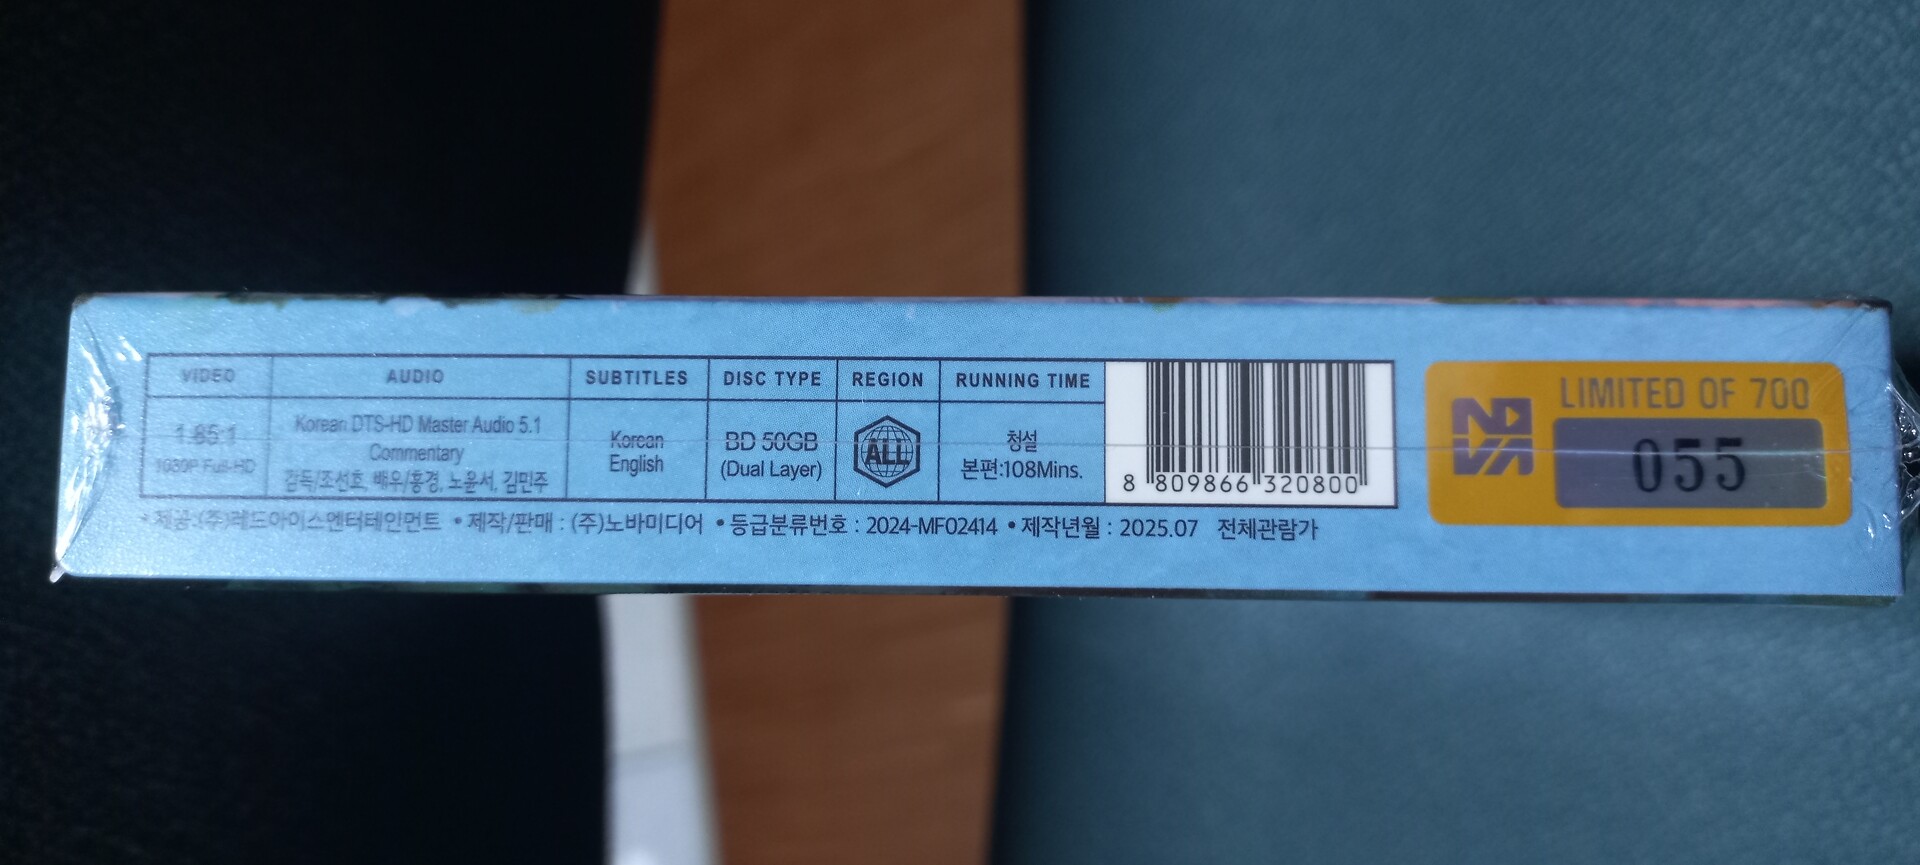 VIDEO
1.85:1
1080P Full-HD
AUDIO
Korean DTS-HD Master Audio 5.1
Commentary
감독/조선호, 배우/홍경, 노윤서, 김민주
SUBTITLES
Korean
English
DISC TYPE
BD 50GB
(Dual Layer)
REGION
ALL
RUNNING TIME
청설
본편:108Mins.
8 809866 320800
• 제공:(주)레드아이스엔터테인먼트 • 제작/판매 : (주)노바미디어 • 등급분류번호 : 2024-MF02414 • 제작년월 : 2025.07 전체관람가
NOVA
LIMITED OF 700
055